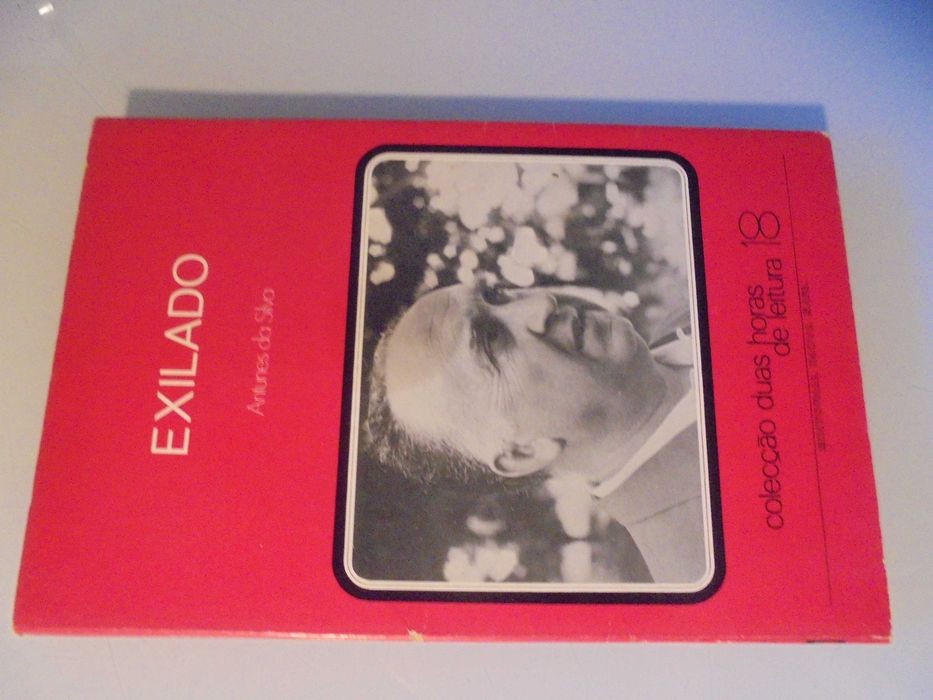 EXILADO
Antunes da Silva
colecção duas horas
de leitura 18